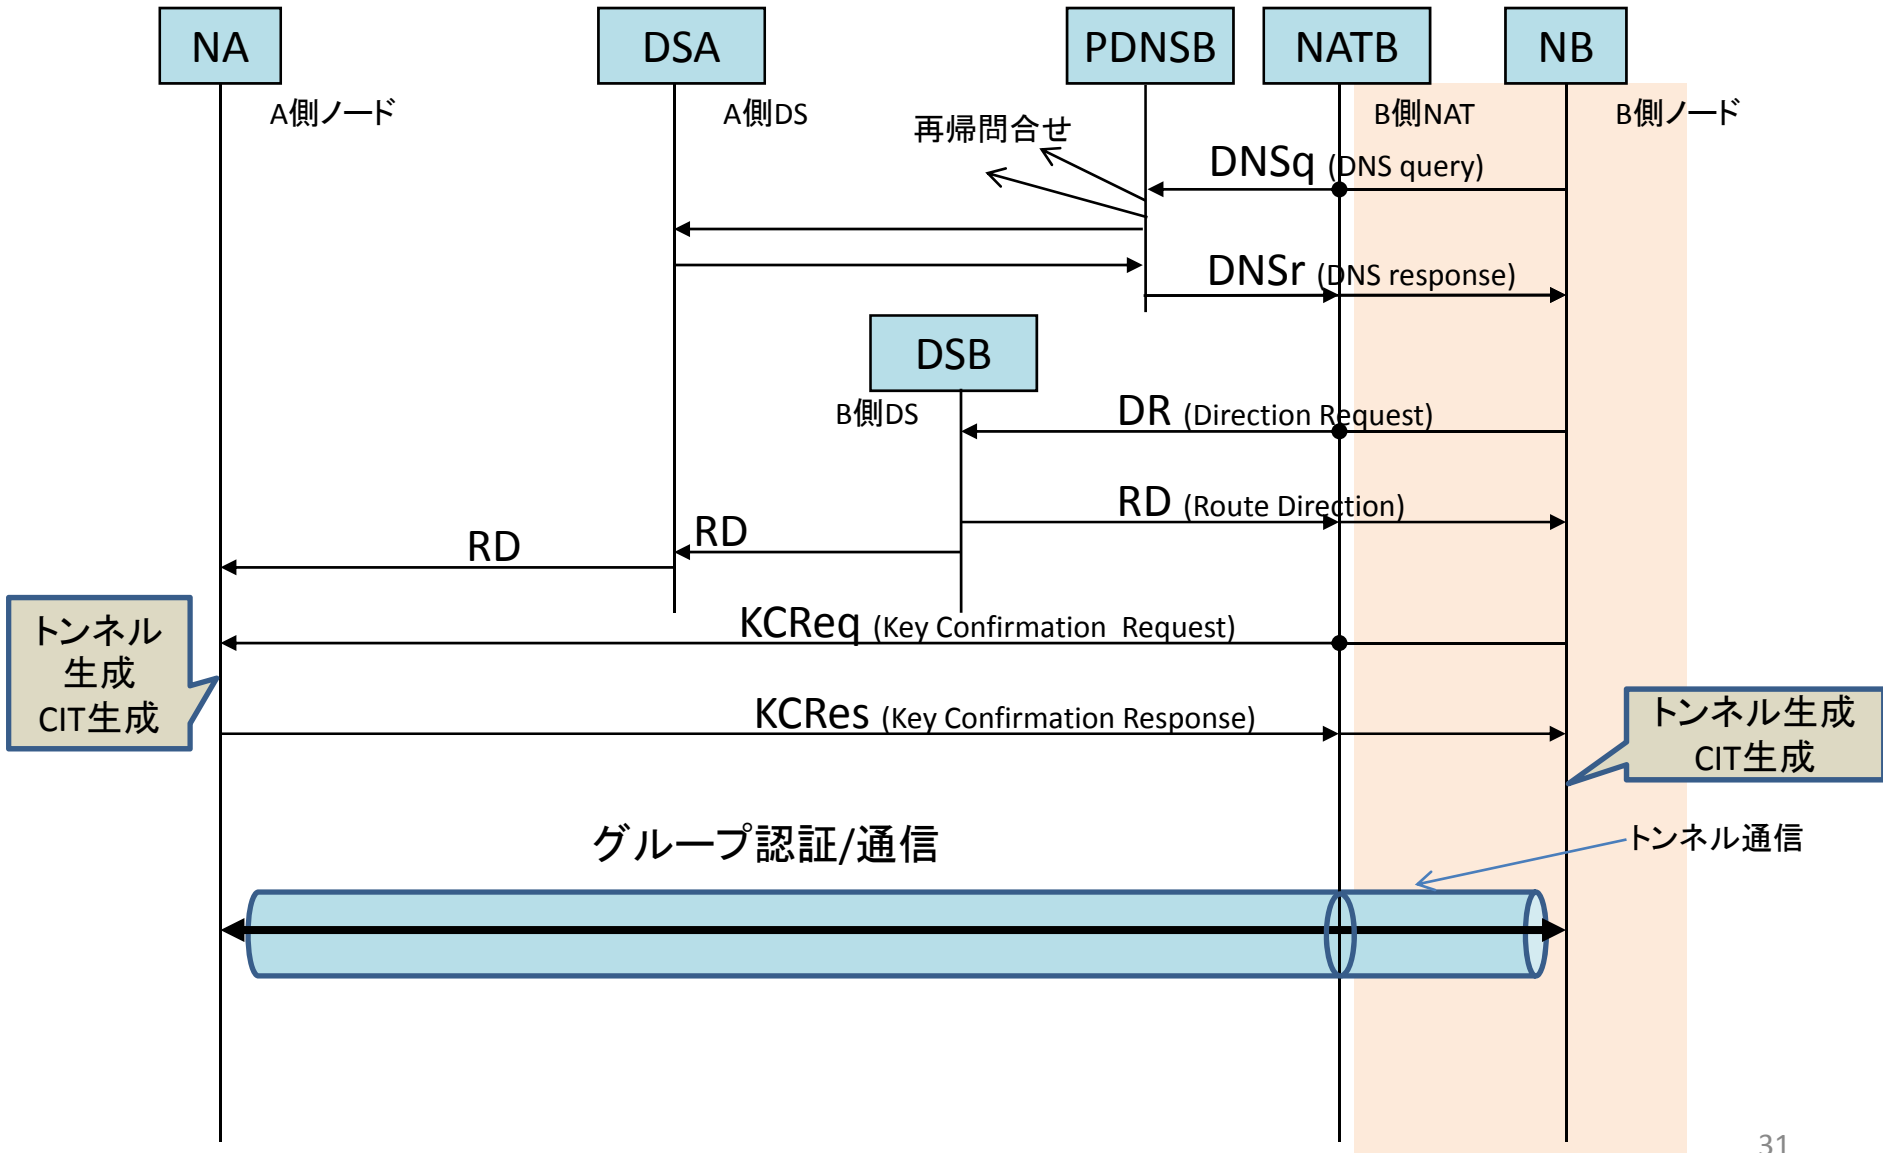 NA
DSA
PDNSB
NATB
NB
A側ノード
A側DS
再帰問合せ
B側NAT
B側ノード
DNSq (DNS query)
DNSr (DNS response)
DSB
B側DS
DR (Direction Request)
RD (Route Direction)
RD
RD
KCReq (Key Confirmation Request)
トンネル
生成
CIT生成
KCRes (Key Confirmation Response)
トンネル生成
CIT生成
グループ認証/通信
トンネル通信
31